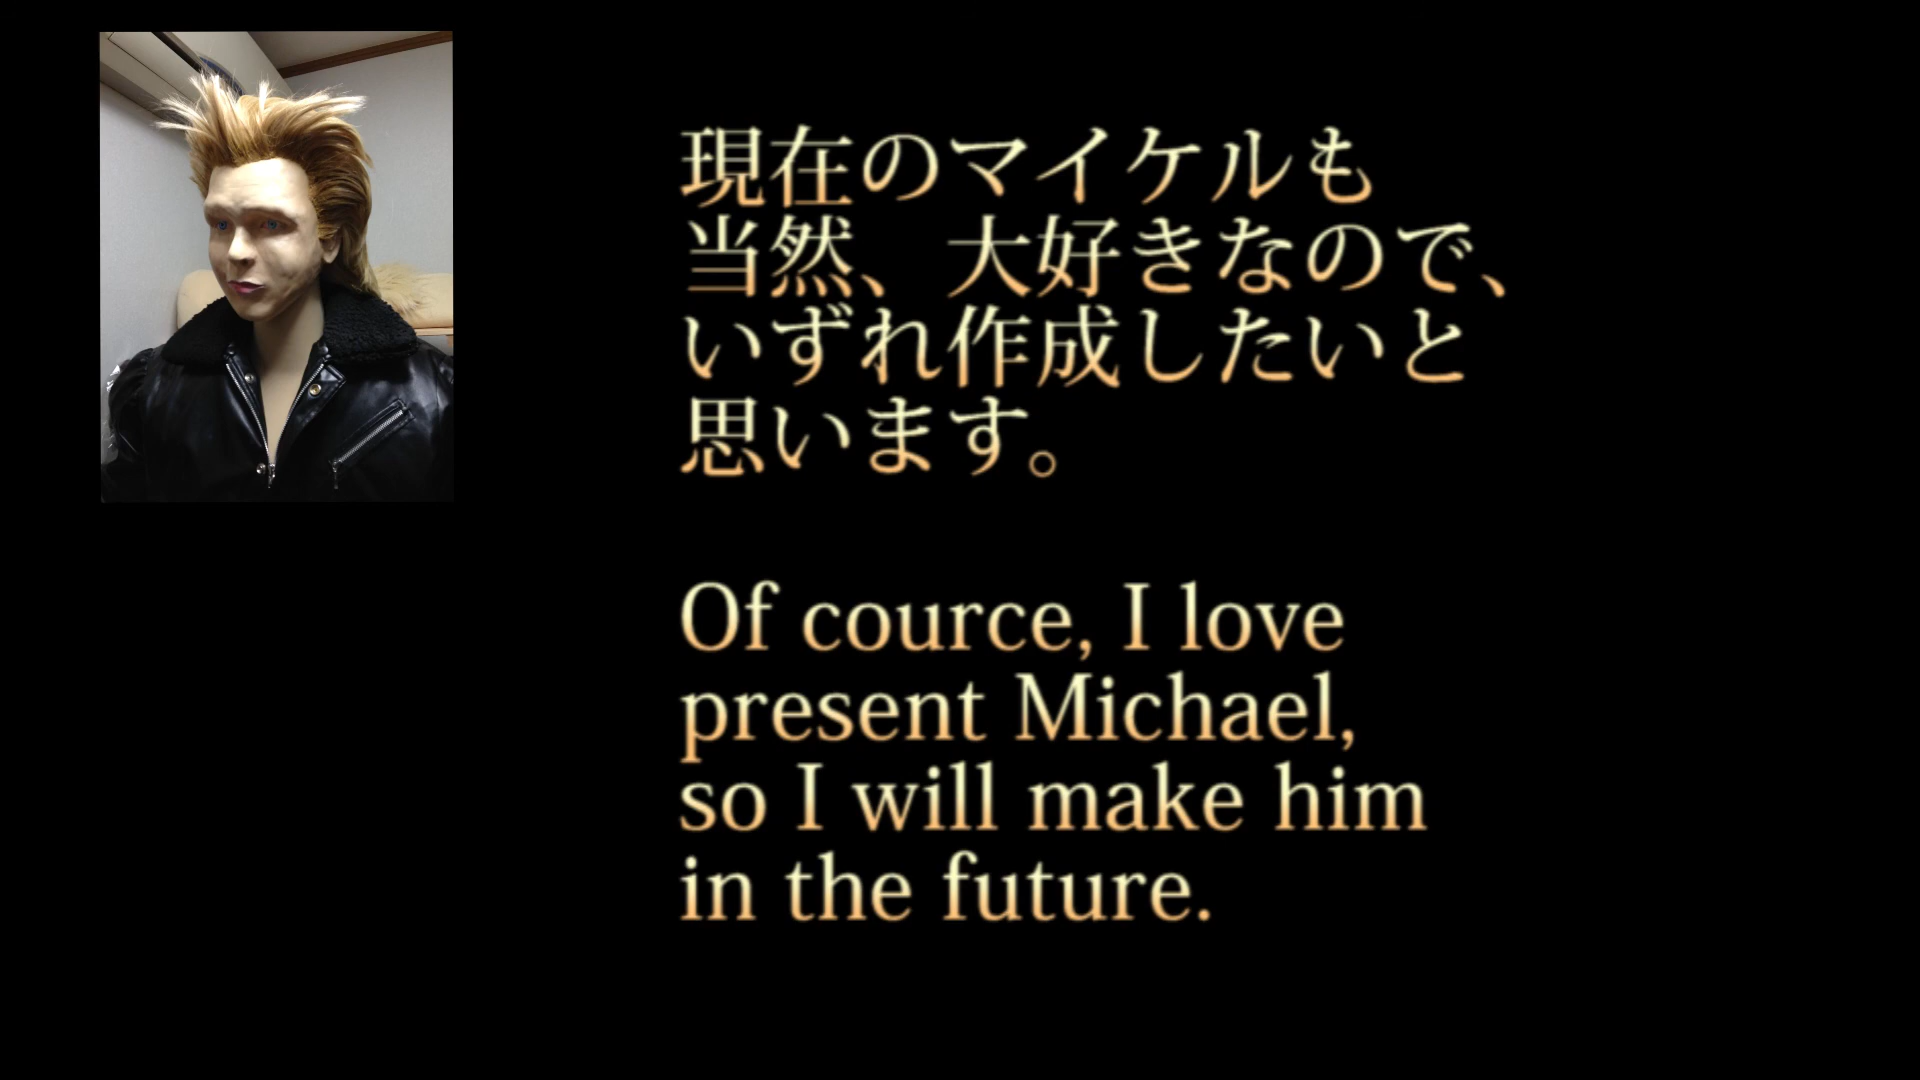 現在のマイケルも
当然、大好きなので、
いずれ作成したいと
思います。
Of cource, I love
present Michael,
so I will make him
in the future.